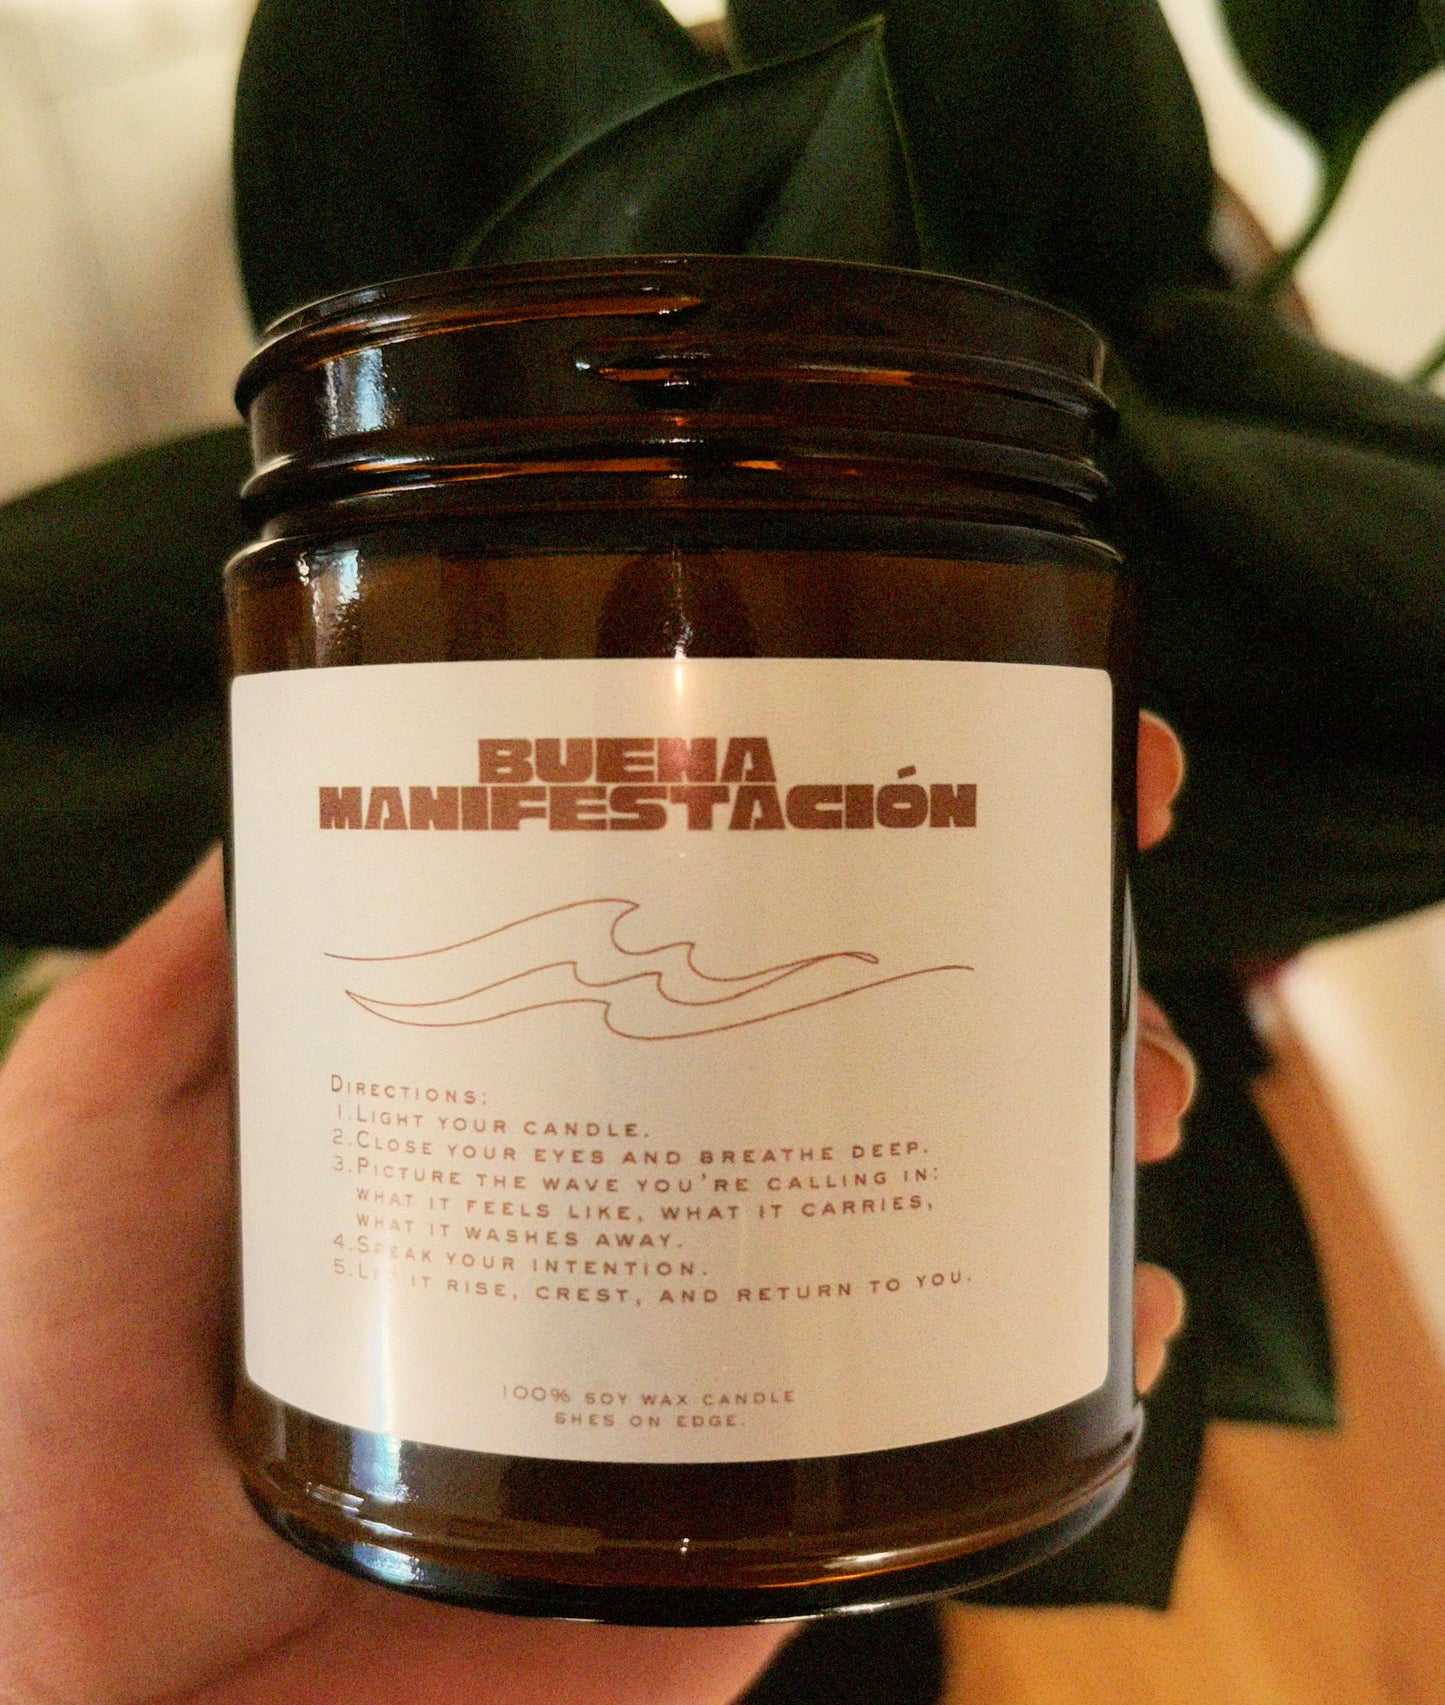 BUENA
MANIFESTACIÓN
DIRECTIONS:
1. LIGHT YOUR CANDLE.
2. CLOSE YOUR EYES AND BREATHE DEEP.
3. PICTURE THE WAVE YOU'RE CALLING IN:
WHAT IT FEELS LIKE, WHAT IT CARRIES,
WHAT IT WASHES AWAY.
4. SPEAK YOUR INTENTION.
5. LET IT RISE, CREST, AND RETURN TO YOU.
100% SOY WAX CANDLE
SHES ON EDGE.